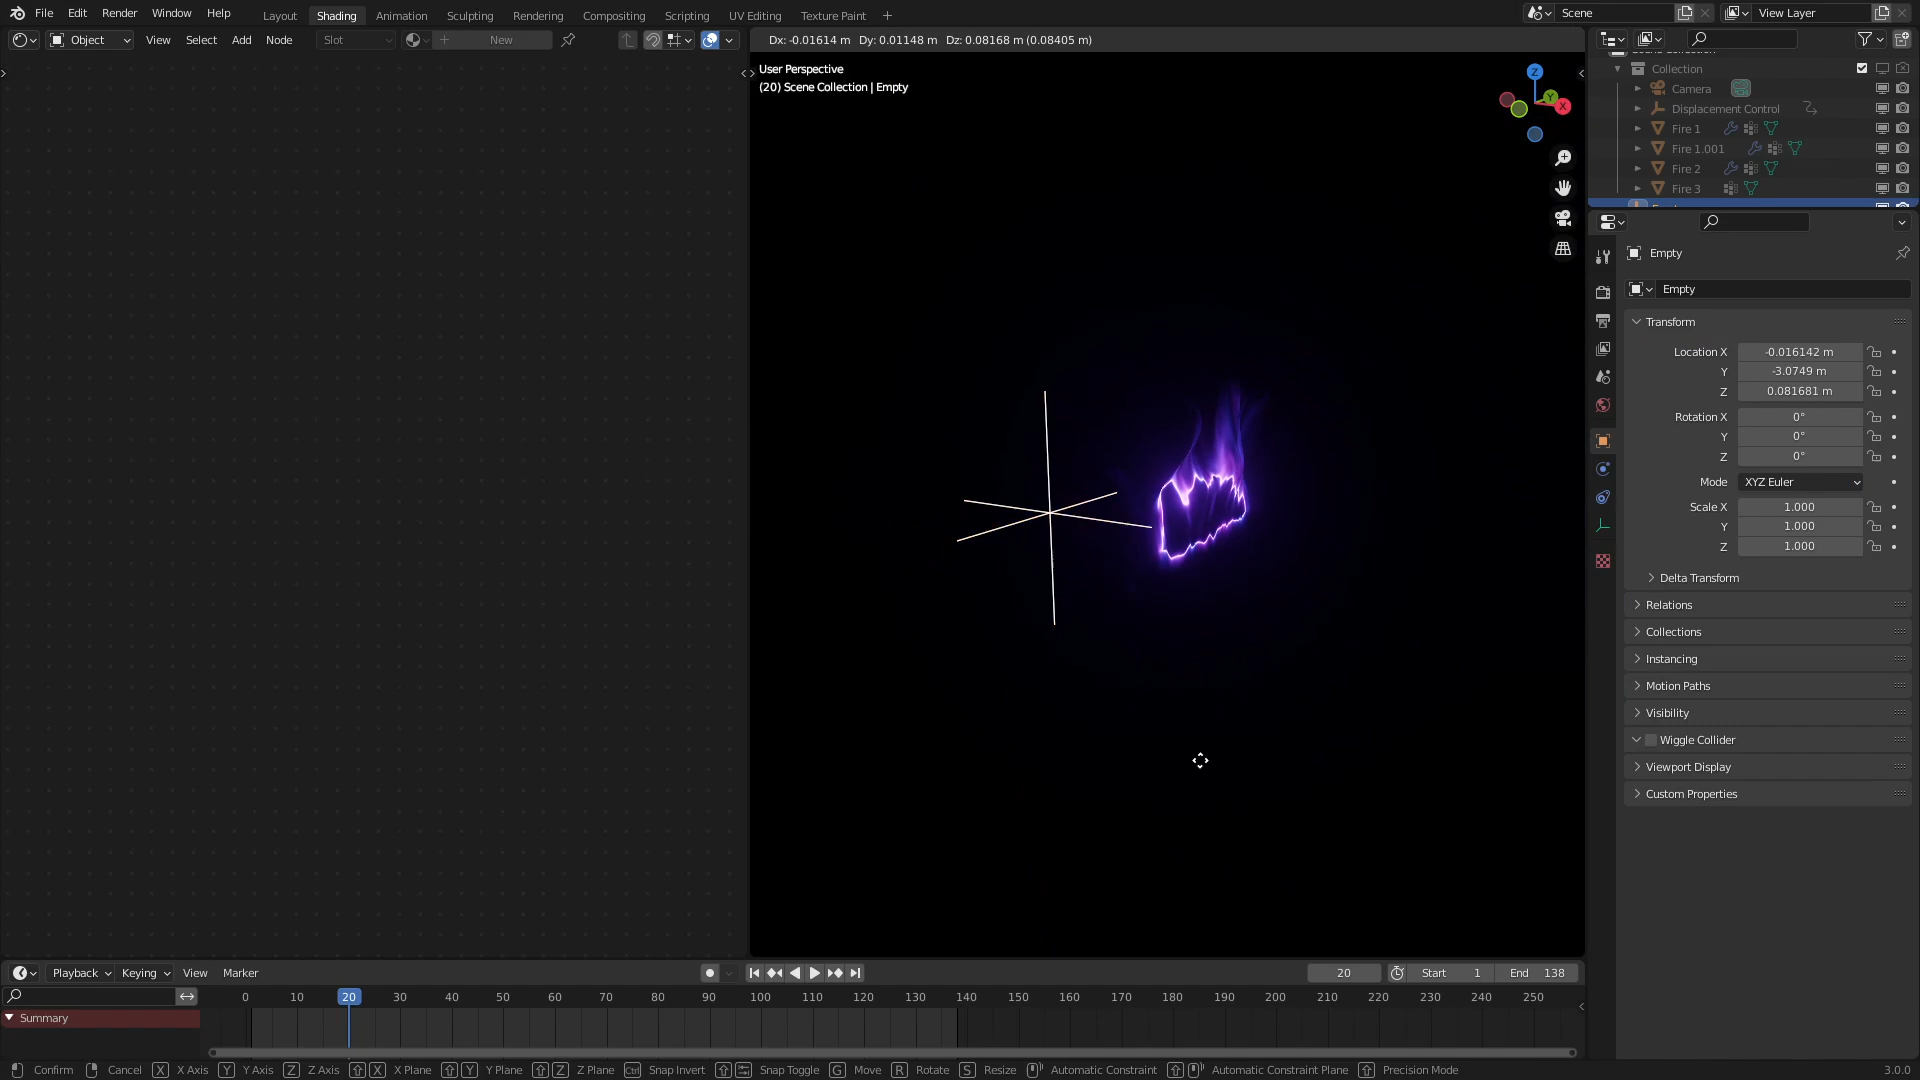 File Edit Render Window Help Layout Shading Animation Sculpting Rendering Compositing Scripting UV Editing Texture Paint + Scene View Layer
Object View Select Add Node Slot New
Dx: -0.01614 m Dy: 0.01148 m Dz: 0.08168 m (0.08405 m)
User Perspective
(20) Scene Collection | Empty
Z
Y
X
Collection
Camera
Displacement Control
Fire 1
Fire 1.001
Fire 2
Fire 3
Empty
Empty
Transform
Location X -0.016142 m
Y -3.0749 m
Z 0.081681 m
Rotation X 0°
Y 0°
Z 0°
Mode XYZ Euler
Scale X 1.000
Y 1.000
Z 1.000
Delta Transform
Relations
Collections
Instancing
Motion Paths
Visibility
Wiggle Collider
Viewport Display
Custom Properties
Playback Keying View Marker 20 Start 1 End 138
0 10 20 30 40 50 60 70 80 90 100 110 120 130 140 150 160 170 180 190 200 210 220 230 240 250
Summary
Confirm Cancel X X Axis Y Y Axis Z Z Axis X X Plane Y Y Plane Z Z Plane Ctrl Snap Invert Snap Toggle G Move R Rotate S Resize Automatic Constraint Automatic Constraint Plane Precision Mode 3.0.0